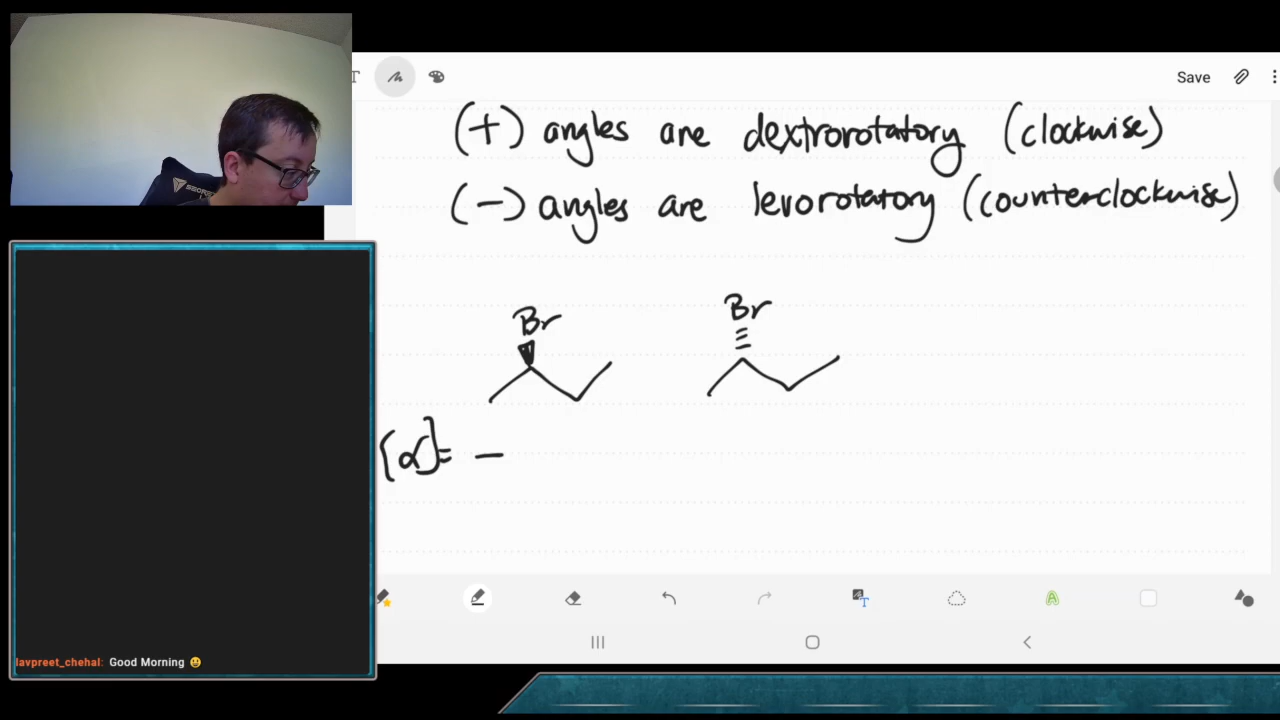 T
Save
(+) angles are dextrorotatory (clockwise)
(-) angles are levorotatory (counterclockwise)
Br
Br
[α]= -
lavpreet_chehal: Good Morning 😃